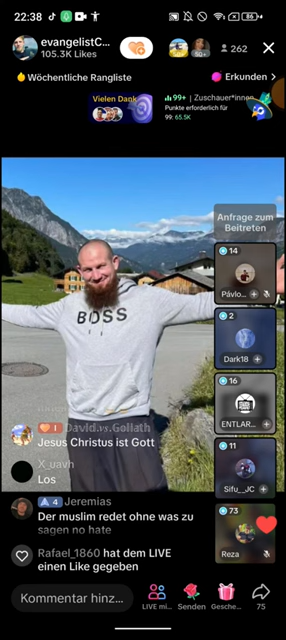 22:38
86
evangelistC...
105.3K Likes
50+
262
Wöchentliche Rangliste
Erkunden >
Vielen Dank
99+ | Zuschauer*innen
Punkte erforderlich für
99: 65.5K
Anfrage zum
Beitreten
14
BOSS
Pávlo...
2
Dark18
16
ENTLAR...
1 David.vs.Goliath
Jesus Christus ist Gott
X_uavh
Los
11
Sifu__JC
4 Jeremias
Der muslim redet ohne was zu
sagen no hate
73
Reza
Rafael_1860 hat dem LIVE
einen Like gegeben
Kommentar hinz...
LIVE mi...
Senden
Gesche...
75